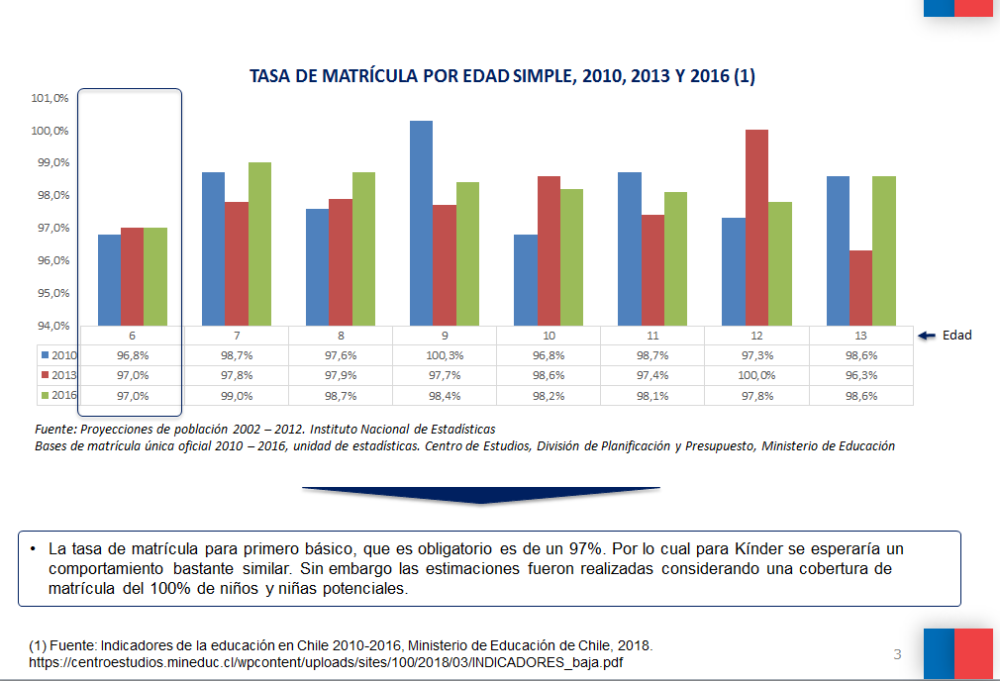 TASA DE MATRÍCULA POR EDAD SIMPLE, 2010, 2013 Y 2016 (1)
101,0%
100,0%
99,0%
98,0%
97,0%
96,0%
95,0%
94,0%
6 7 8 9 10 11 12 13
Edad
2010 96,8% 98,7% 97,6% 100,3% 96,8% 98,7% 97,3% 98,6%
2013 97,0% 97,8% 97,9% 97,7% 98,6% 97,4% 100,0% 96,3%
2016 97,0% 99,0% 98,7% 98,4% 98,2% 98,1% 97,8% 98,6%
Fuente: Proyecciones de población 2002 – 2012. Instituto Nacional de Estadísticas
Bases de matrícula única oficial 2010 – 2016, unidad de estadísticas. Centro de Estudios, División de Planificación y Presupuesto, Ministerio de Educación
• La tasa de matrícula para primero básico, que es obligatorio es de un 97%. Por lo cual para Kínder se esperaría un
comportamiento bastante similar. Sin embargo las estimaciones fueron realizadas considerando una cobertura de
matrícula del 100% de niños y niñas potenciales.
(1) Fuente: Indicadores de la educación en Chile 2010-2016, Ministerio de Educación de Chile, 2018.
https://centroestudios.mineduc.cl/wpcontent/uploads/sites/100/2018/03/INDICADORES_baja.pdf
3